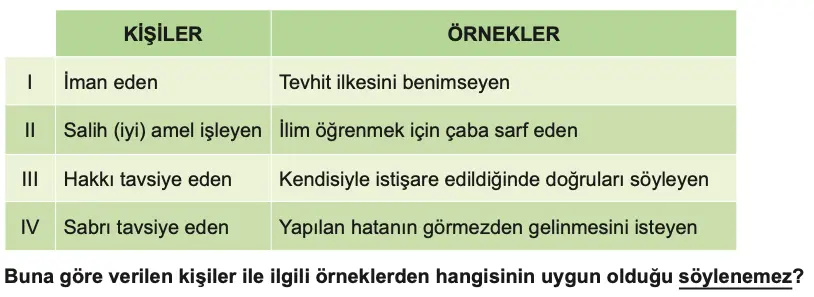 KİŞİLER ÖRNEKLER
I İman eden Tevhit ilkesini benimseyen
II Salih (iyi) amel işleyen İlim öğrenmek için çaba sarf eden
III Hakkı tavsiye eden Kendisiyle istişare edildiğinde doğruları söyleyen
IV Sabrı tavsiye eden Yapılan hatanın görmezden gelinmesini isteyen
Buna göre verilen kişiler ile ilgili örneklerden hangisinin uygun olduğu söylenemez?